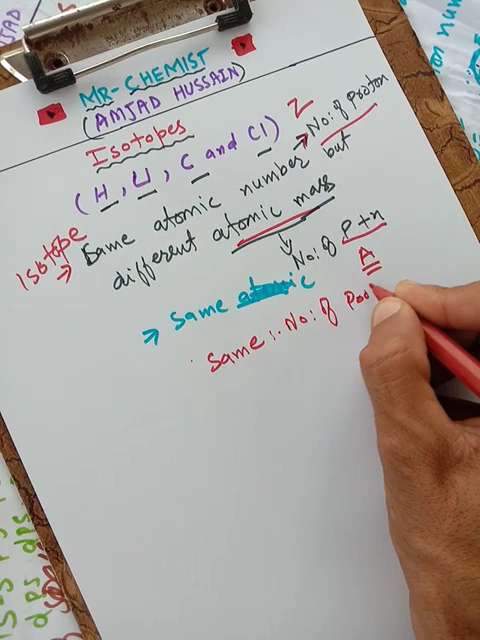 MR-CHEMIST
(AMJAD HUSSAIN)
Isotopes
(H, U, C and Cl)
Z
→ No: of proton
Isotope
→ Same atomic number but
different atomic mass
No: of P + n
A
→ Same atomic
Same :. No: of Poo